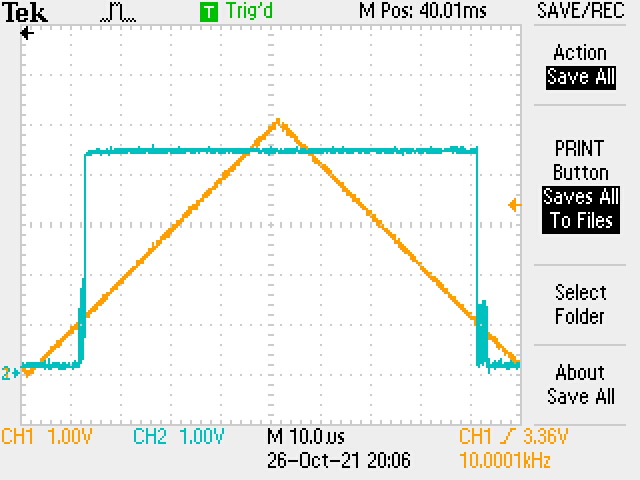 Tek T Trig'd M Pos: 40.01ms SAVE/REC
Action
Save All
PRINT
Button
Saves All
To Files
Select
Folder
About
Save All
2
CH1 1.00V CH2 1.00V M 10.0us CH1 3.36V
26-Oct-21 20:06 10.0001kHz